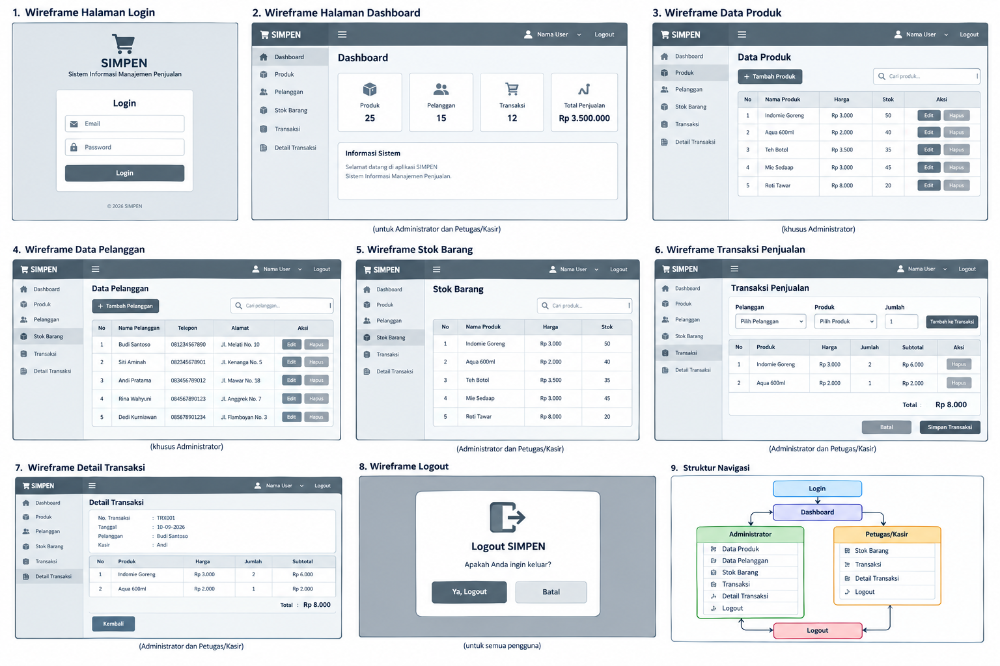 1. Wireframe Halaman Login
SIMPEN
Sistem Informasi Manajemen Penjualan
Login
Email
Password
Login
© 2026 SIMPEN
2. Wireframe Halaman Dashboard
SIMPEN
Nama User
Logout
Dashboard
Produk
Pelanggan
Stok Barang
Transaksi
Detail Transaksi
Dashboard
Produk
25
Pelanggan
15
Transaksi
12
Total Penjualan
Rp 3.500.000
Informasi Sistem
Selamat datang di aplikasi SIMPEN
Sistem Informasi Manajemen Penjualan.
(untuk Administrator dan Petugas/Kasir)
3. Wireframe Data Produk
SIMPEN
Nama User
Logout
Dashboard
Produk
Pelanggan
Stok Barang
Transaksi
Detail Transaksi
Data Produk
+ Tambah Produk
Cari produk...
No Nama Produk Harga Stok Aksi
1 Indomie Goreng Rp 3.000 50 Edit Hapus
2 Aqua 600ml Rp 2.000 40 Edit Hapus
3 Teh Botol Rp 3.500 35 Edit Hapus
4 Mie Sedaap Rp 3.000 45 Edit Hapus
5 Roti Tawar Rp 8.000 20 Edit Hapus
(khusus Administrator)
4. Wireframe Data Pelanggan
SIMPEN
Nama User
Logout
Dashboard
Produk
Pelanggan
Stok Barang
Transaksi
Detail Transaksi
Data Pelanggan
+ Tambah Pelanggan
Cari pelanggan...
No Nama Pelanggan Telepon Alamat Aksi
1 Budi Santoso 081234567890 Jl. Melati No. 10 Edit Hapus
2 Siti Aminah 082345678901 Jl. Kenanga No. 5 Edit Hapus
3 Andi Pratama 083456789012 Jl. Mawar No. 18 Edit Hapus
4 Rina Wahyuni 084567890123 Jl. Anggrek No. 7 Edit Hapus
5 Dedi Kurniawan 085678901234 Jl. Flamboyan No. 3 Edit Hapus
(khusus Administrator)
5. Wireframe Stok Barang
SIMPEN
Nama User
Logout
Dashboard
Produk
Pelanggan
Stok Barang
Transaksi
Detail Transaksi
Stok Barang
Cari produk...
No Nama Produk Harga Stok
1 Indomie Goreng Rp 3.000 50
2 Aqua 600ml Rp 2.000 40
3 Teh Botol Rp 3.500 35
4 Mie Sedaap Rp 3.000 45
5 Roti Tawar Rp 8.000 20
(Administrator dan Petugas/Kasir)
6. Wireframe Transaksi Penjualan
SIMPEN
Nama User
Logout
Dashboard
Produk
Pelanggan
Stok Barang
Transaksi
Detail Transaksi
Transaksi Penjualan
Pelanggan Produk Jumlah
Pilih Pelanggan Pilih Produk 1 Tambah ke Transaksi
No Produk Harga Jumlah Subtotal Aksi
1 Indomie Goreng Rp 3.000 2 Rp 6.000 Hapus
2 Aqua 600ml Rp 2.000 1 Rp 2.000 Hapus
Total : Rp 8.000
Batal Simpan Transaksi
(Administrator dan Petugas/Kasir)
7. Wireframe Detail Transaksi
SIMPEN
Nama User
Logout
Dashboard
Produk
Pelanggan
Stok Barang
Transaksi
Detail Transaksi
Detail Transaksi
No. Transaksi : TRX001
Tanggal : 10-09-2026
Pelanggan : Budi Santoso
Kasir : Andi
No Produk Harga Jumlah Subtotal
1 Indomie Goreng Rp 3.000 2 Rp 6.000
2 Aqua 600ml Rp 2.000 1 Rp 2.000
Total : Rp 8.000
Kembali
(Administrator dan Petugas/Kasir)
8. Wireframe Logout
Logout SIMPEN
Apakah Anda ingin keluar?
Ya, Logout
Batal
(untuk semua pengguna)
9. Struktur Navigasi
Login
Dashboard
Administrator
Data Produk
Data Pelanggan
Stok Barang
Transaksi
Detail Transaksi
Logout
Petugas/Kasir
Stok Barang
Transaksi
Detail Transaksi
Logout
Logout